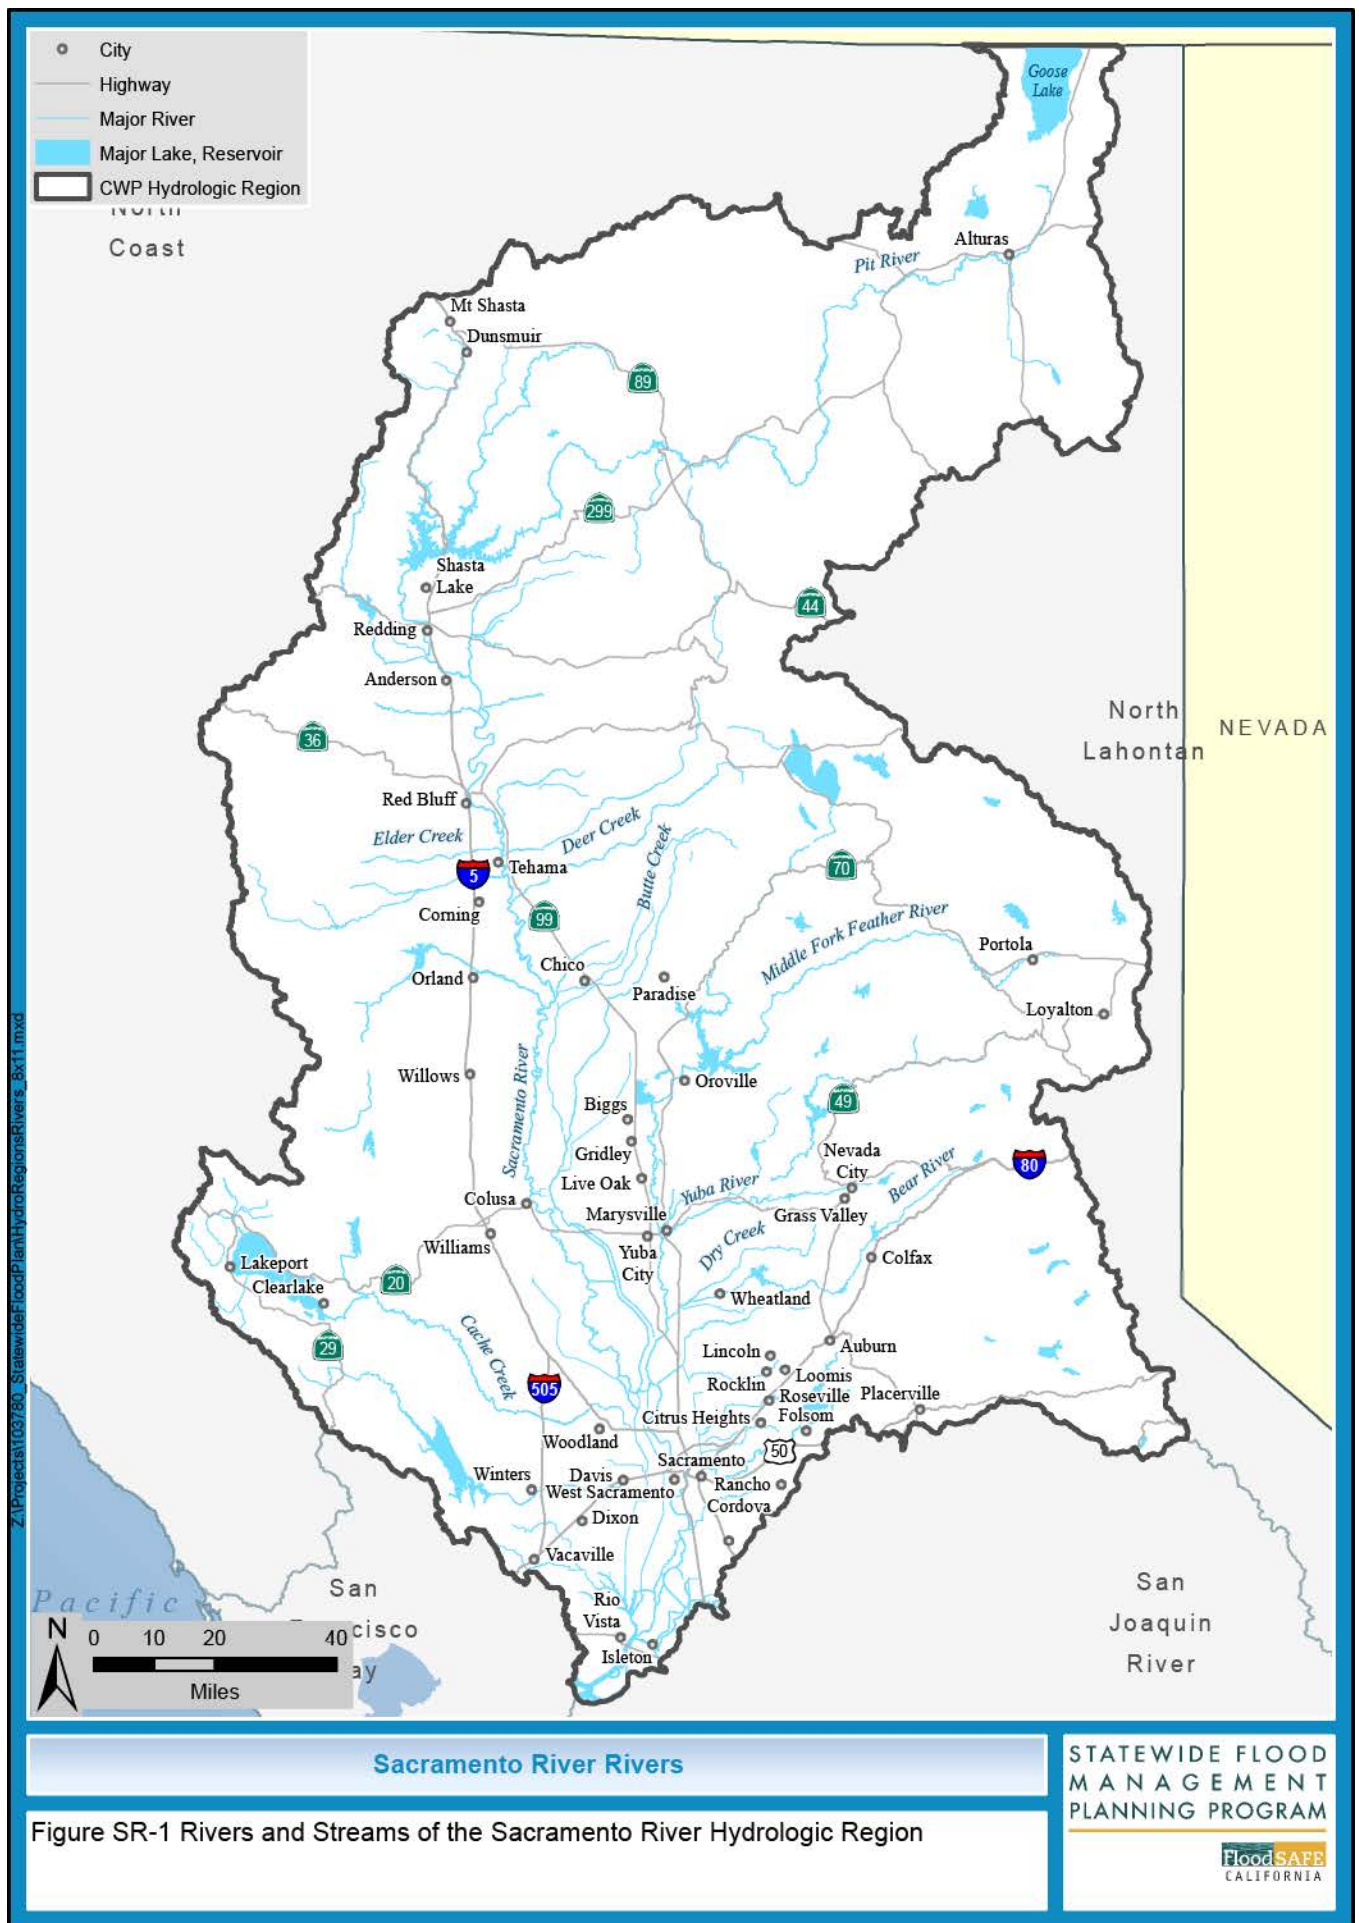 City
Highway
Major River
Major Lake, Reservoir
CWP Hydrologic Region
North
Coast
Goose
Lake
Alturas
Pit River
Mt Shasta
Dunsmuir
89
299
Shasta
Lake
44
Redding
Anderson
36
North
Lahontan
NEVADA
Red Bluff
Elder Creek
Deer Creek
Butte Creek
5
Tehama
70
Corning
99
Middle Fork Feather River
Portola
Orland
Chico
Paradise
Loyalton
Willows
Sacramento River
Oroville
Biggs
49
Gridley
Nevada
City
Bear River
80
Live Oak
Yuba River
Colusa
Marysville
Grass Valley
Williams
Yuba
City
Dry Creek
Colfax
Lakeport
Clearlake
20
Wheatland
29
Cache Creek
Lincoln
Auburn
Loomis
Rocklin
505
Roseville
Placerville
Citrus Heights
Folsom
Woodland
50
Sacramento
Winters
Davis
West Sacramento
Rancho
Cordova
Dixon
Vacaville
Rio
Vista
Isleton
Pacific
San
cisco
ay
San
Joaquin
River
N
0 10 20 40
Miles
Z:\Projects\103780_StatewideFloodPlan\HydroRegionsRivers_8x11.mxd
Sacramento River Rivers
Figure SR-1 Rivers and Streams of the Sacramento River Hydrologic Region
STATEWIDE FLOOD
MANAGEMENT
PLANNING PROGRAM
FloodSAFE
CALIFORNIA